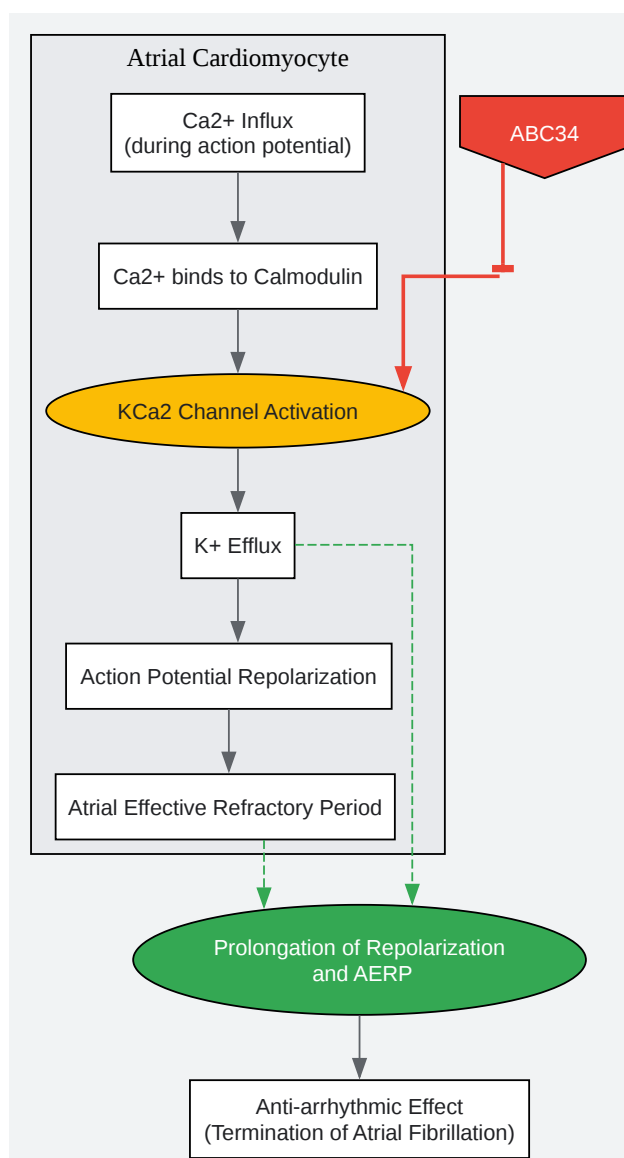 Atrial Cardiomyocyte
Ca2+ Influx
(during action potential)
ABC34
Ca2+ binds to Calmodulin
KCa2 Channel Activation
K+ Efflux
Action Potential Repolarization
Atrial Effective Refractory Period
Prolongation of Repolarization
and AERP
Anti-arrhythmic Effect
(Termination of Atrial Fibrillation)